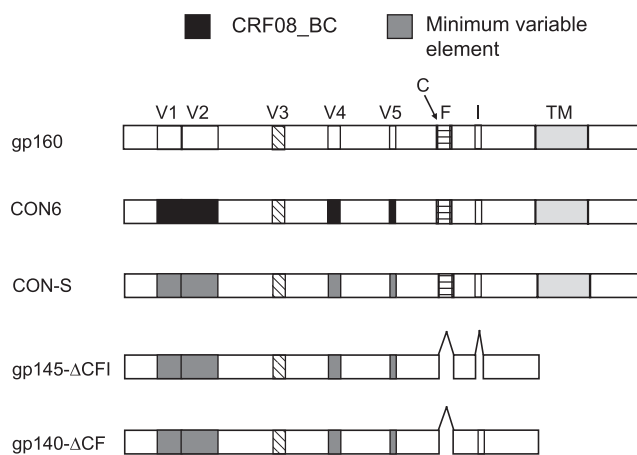 CRF08_BC
Minimum variable
element
C
V1 V2 V3 V4 V5 F I TM
gp160
CON6
CON-S
gp145-ΔCFI
gp140-ΔCF